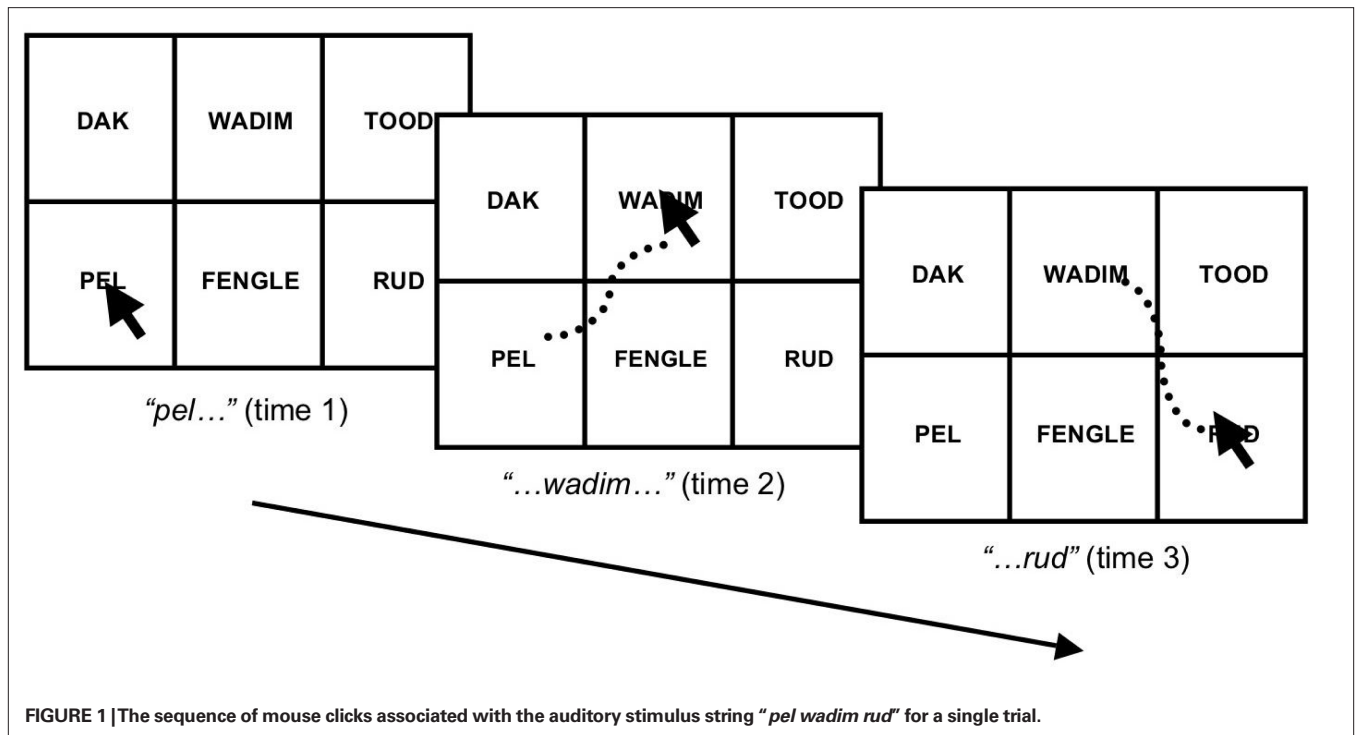 DAK WADIM TOOD
PEL FENGLE RUD
"pel…" (time 1)
DAK WADIM TOOD
PEL FENGLE RUD
"…wadim…" (time 2)
DAK WADIM TOOD
PEL FENGLE RUD
"…rud" (time 3)
FIGURE 1 | The sequence of mouse clicks associated with the auditory stimulus string "pel wadim rud" for a single trial.